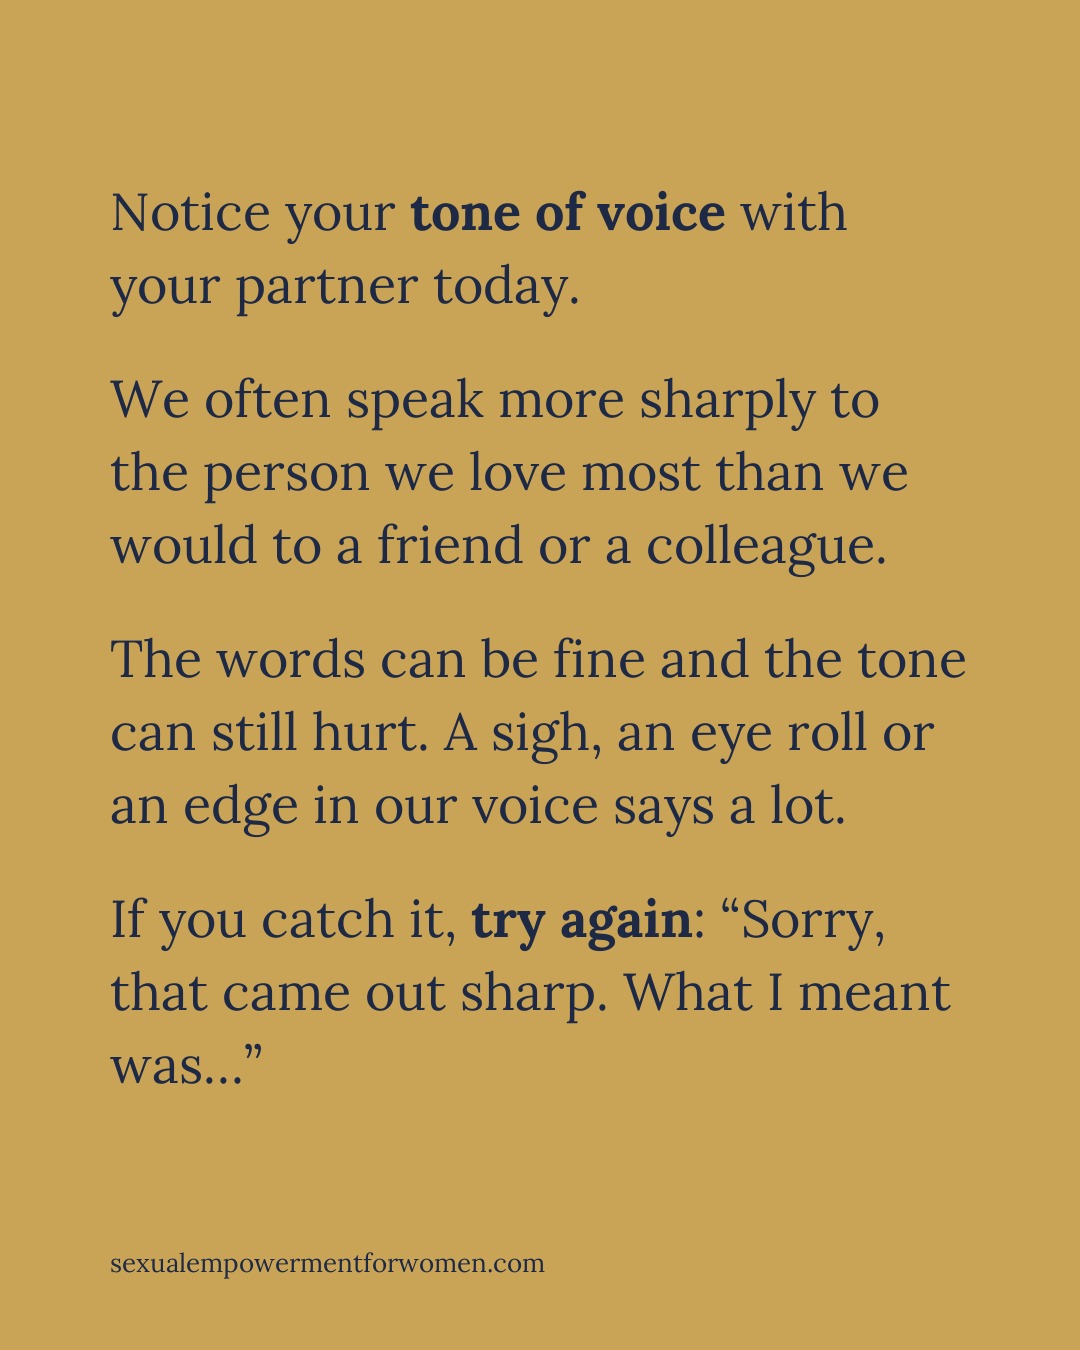 Notice your tone of voice with
your partner today.
We often speak more sharply to
the person we love most than we
would to a friend or a colleague.
The words can be fine and the tone
can still hurt. A sigh, an eye roll or
an edge in our voice says a lot.
If you catch it, try again: “Sorry,
that came out sharp. What I meant
was...”
sexualempowermentforwomen.com